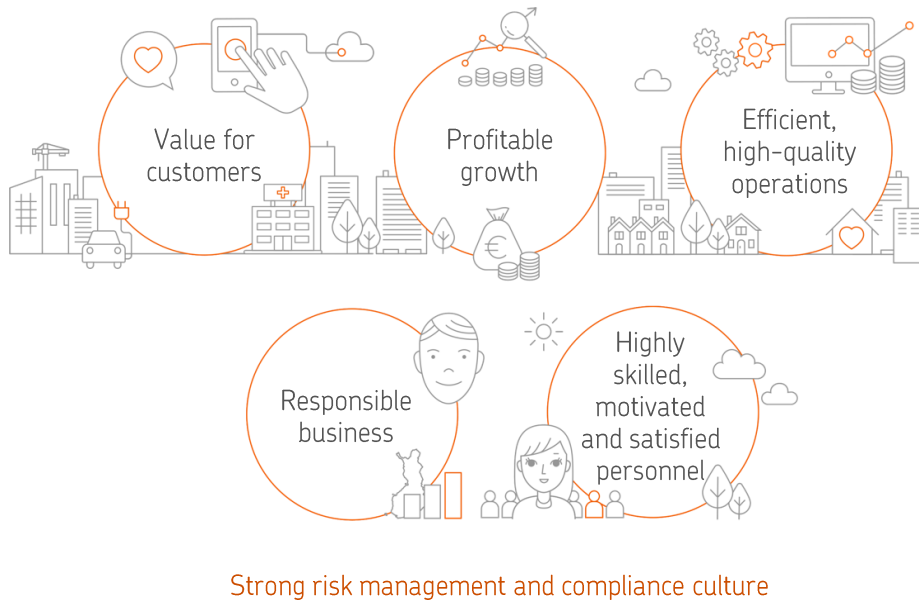 Value for
customers
Profitable
growth
Efficient,
high-quality
operations
€
Responsible
business
Highly
skilled,
motivated
and satisfied
personnel
Strong risk management and compliance culture